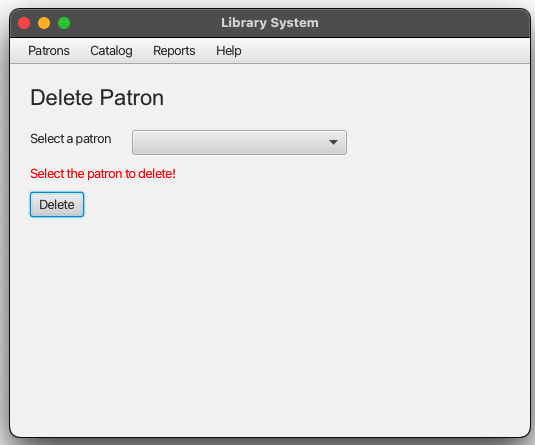 Library System
Patrons Catalog Reports Help
Delete Patron
Select a patron
Select the patron to delete!
Delete